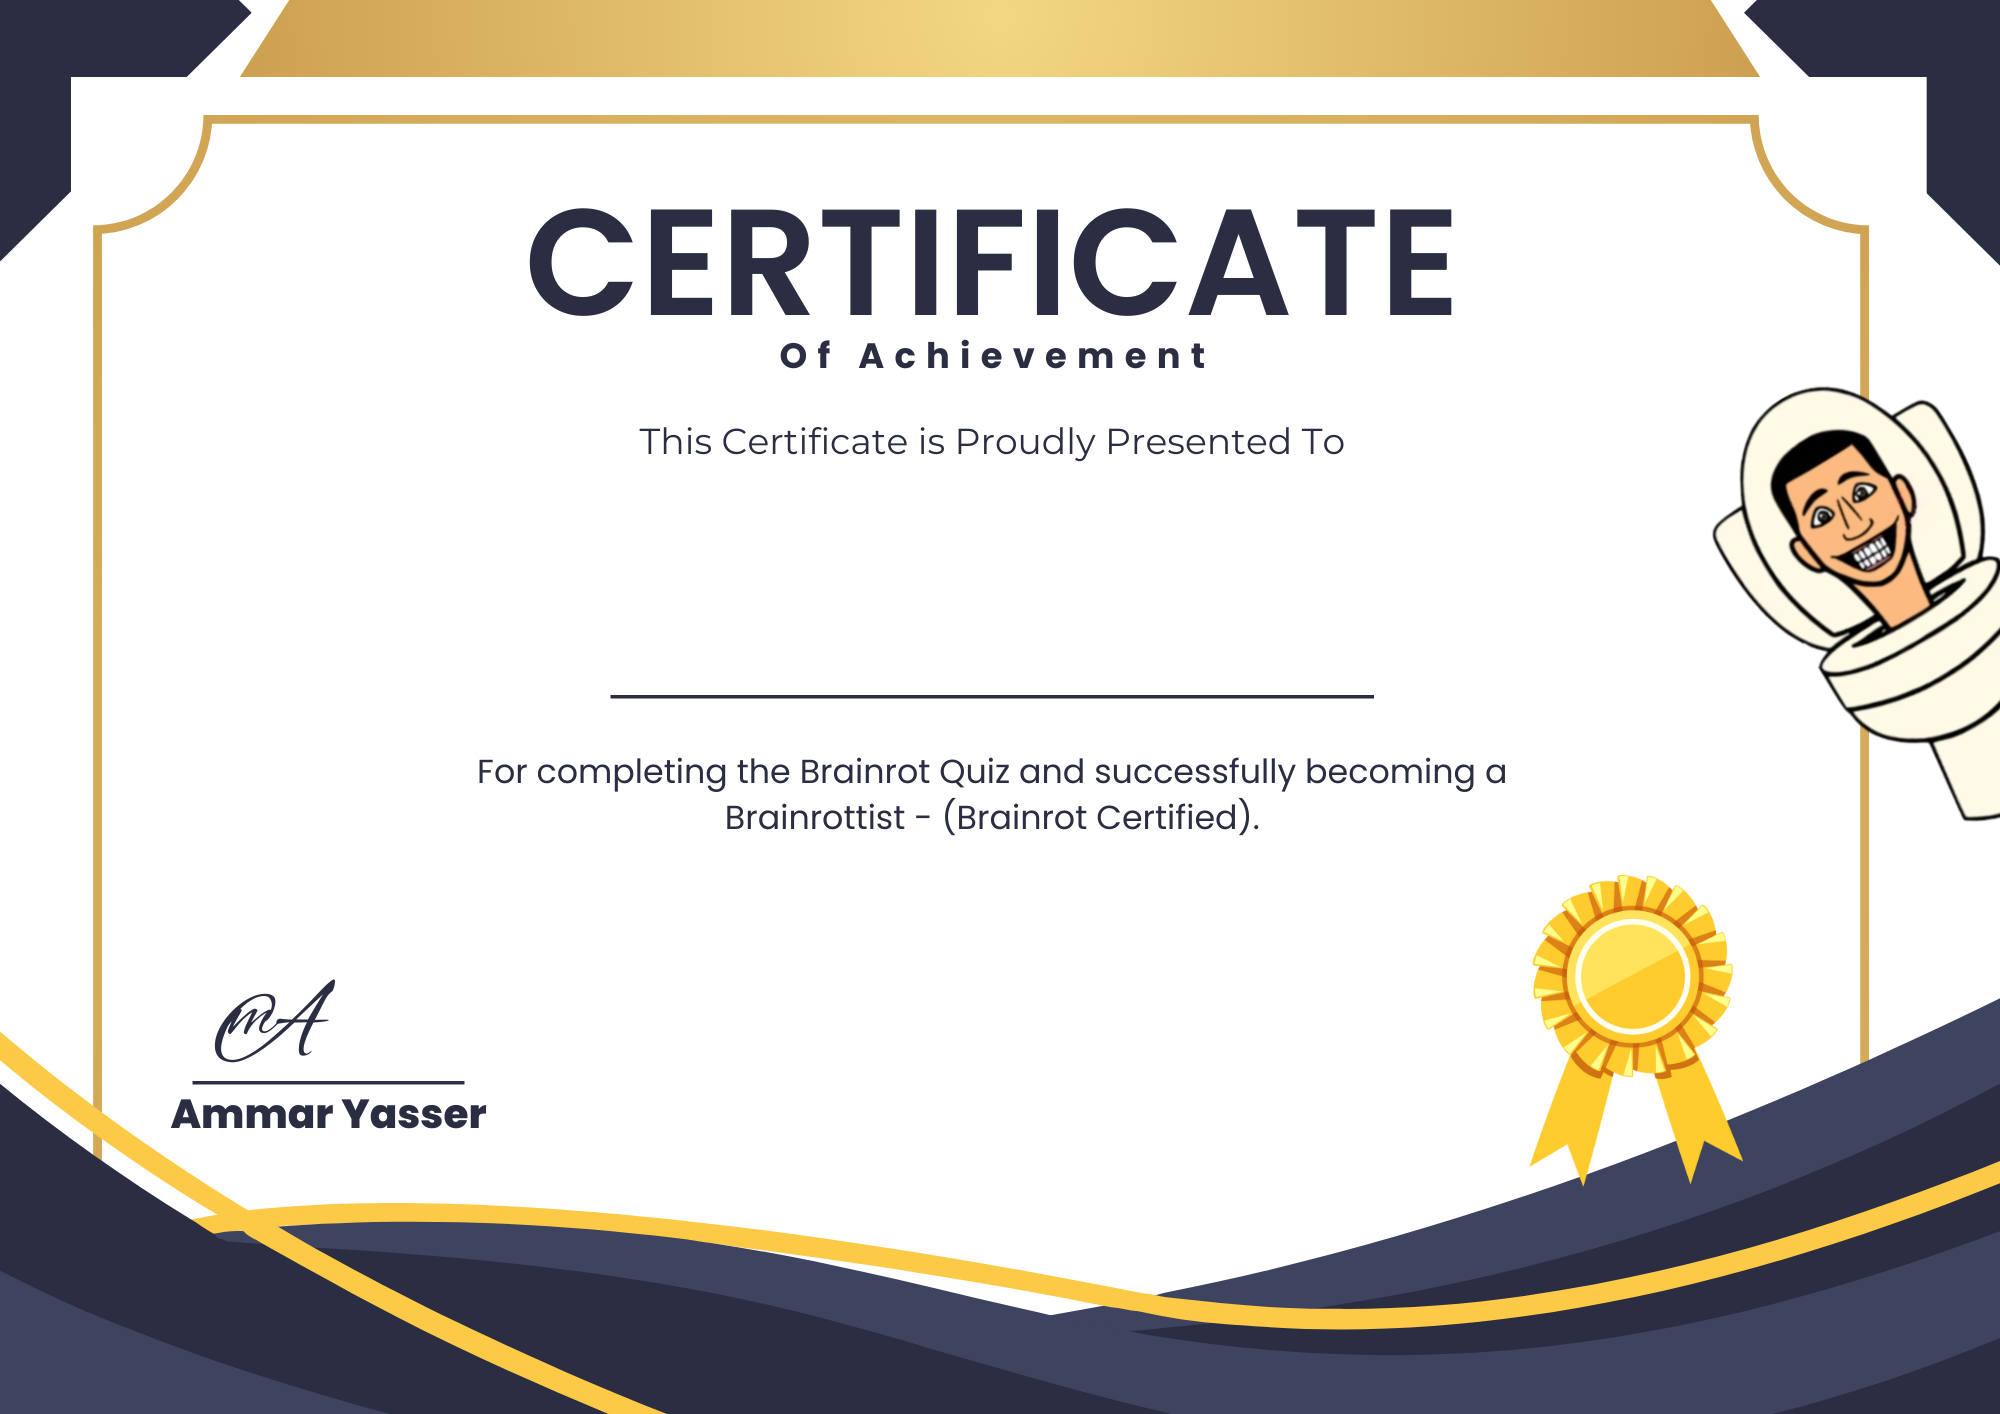 CERTIFICATE
Of Achievement
This Certificate is Proudly Presented To
For completing the Brainrot Quiz and successfully becoming a
Brainrottist - (Brainrot Certified).
mA
Ammar Yasser